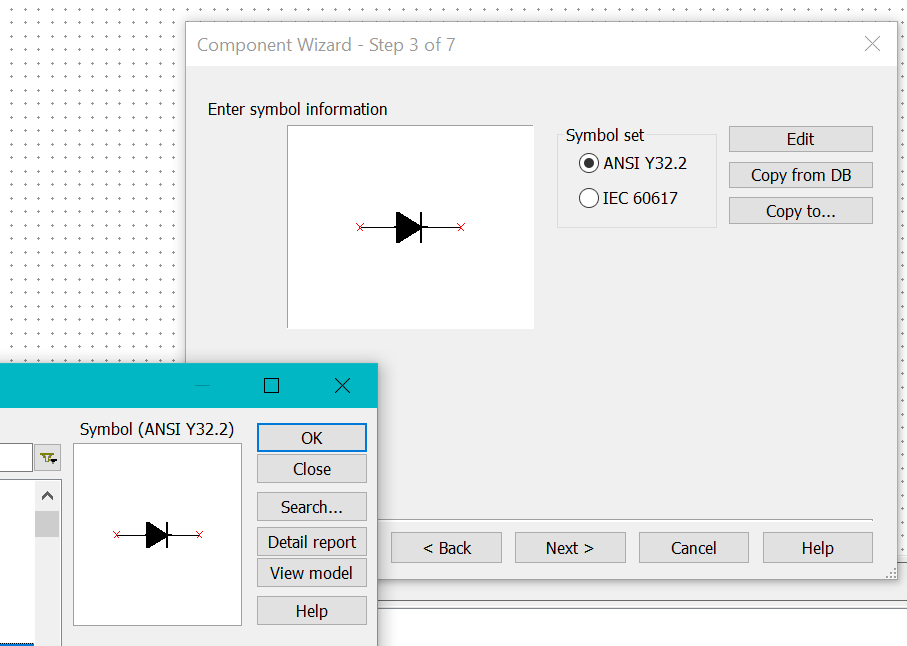 Component Wizard - Step 3 of 7
Enter symbol information
Symbol set
ANSI Y32.2
IEC 60617
Edit
Copy from DB
Copy to...
< Back
Next >
Cancel
Help
Symbol (ANSI Y32.2)
OK
Close
Search...
Detail report
View model
Help